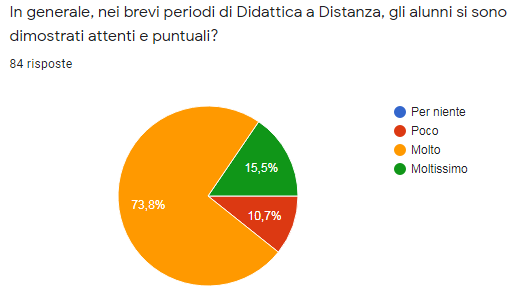 In generale, nei brevi periodi di Didattica a Distanza, gli alunni si sono
dimostrati attenti e puntuali?
84 risposte
Per niente
Poco
Molto
Moltissimo
15,5%
73,8%
10,7%